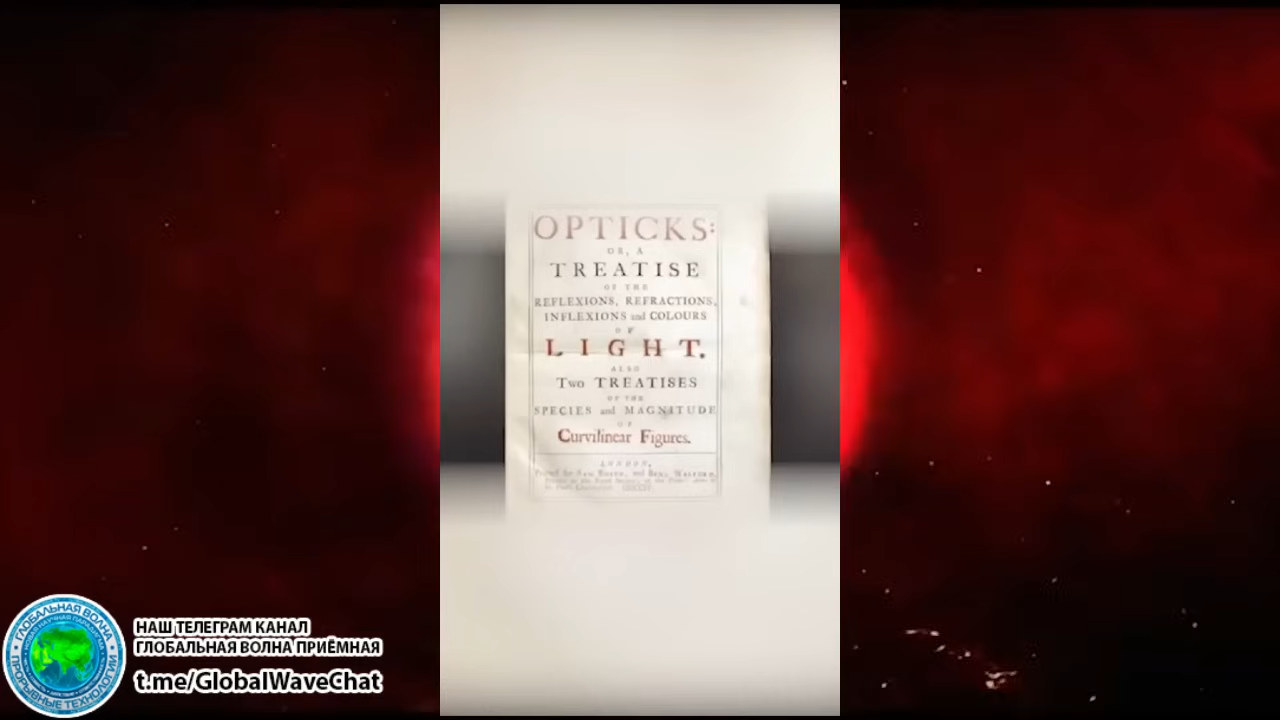 OPTICKS:
OR, A
TREATISE
OF THE
REFLEXIONS, REFRACTIONS,
INFLEXIONS and COLOURS
OF
LIGHT.
ALSO
Two TREATISES
OF THE
SPECIES and MAGNITUDE
OF
Curvilinear Figures.
LONDON,
ГЛОБАЛЬНАЯ ВОЛНА
ПРОРЫВНЫЕ ТЕХНОЛОГИИ
НАШ ТЕЛЕГРАМ КАНАЛ
ГЛОБАЛЬНАЯ ВОЛНА ПРИЁМНАЯ
t.me/GlobalWaveChat